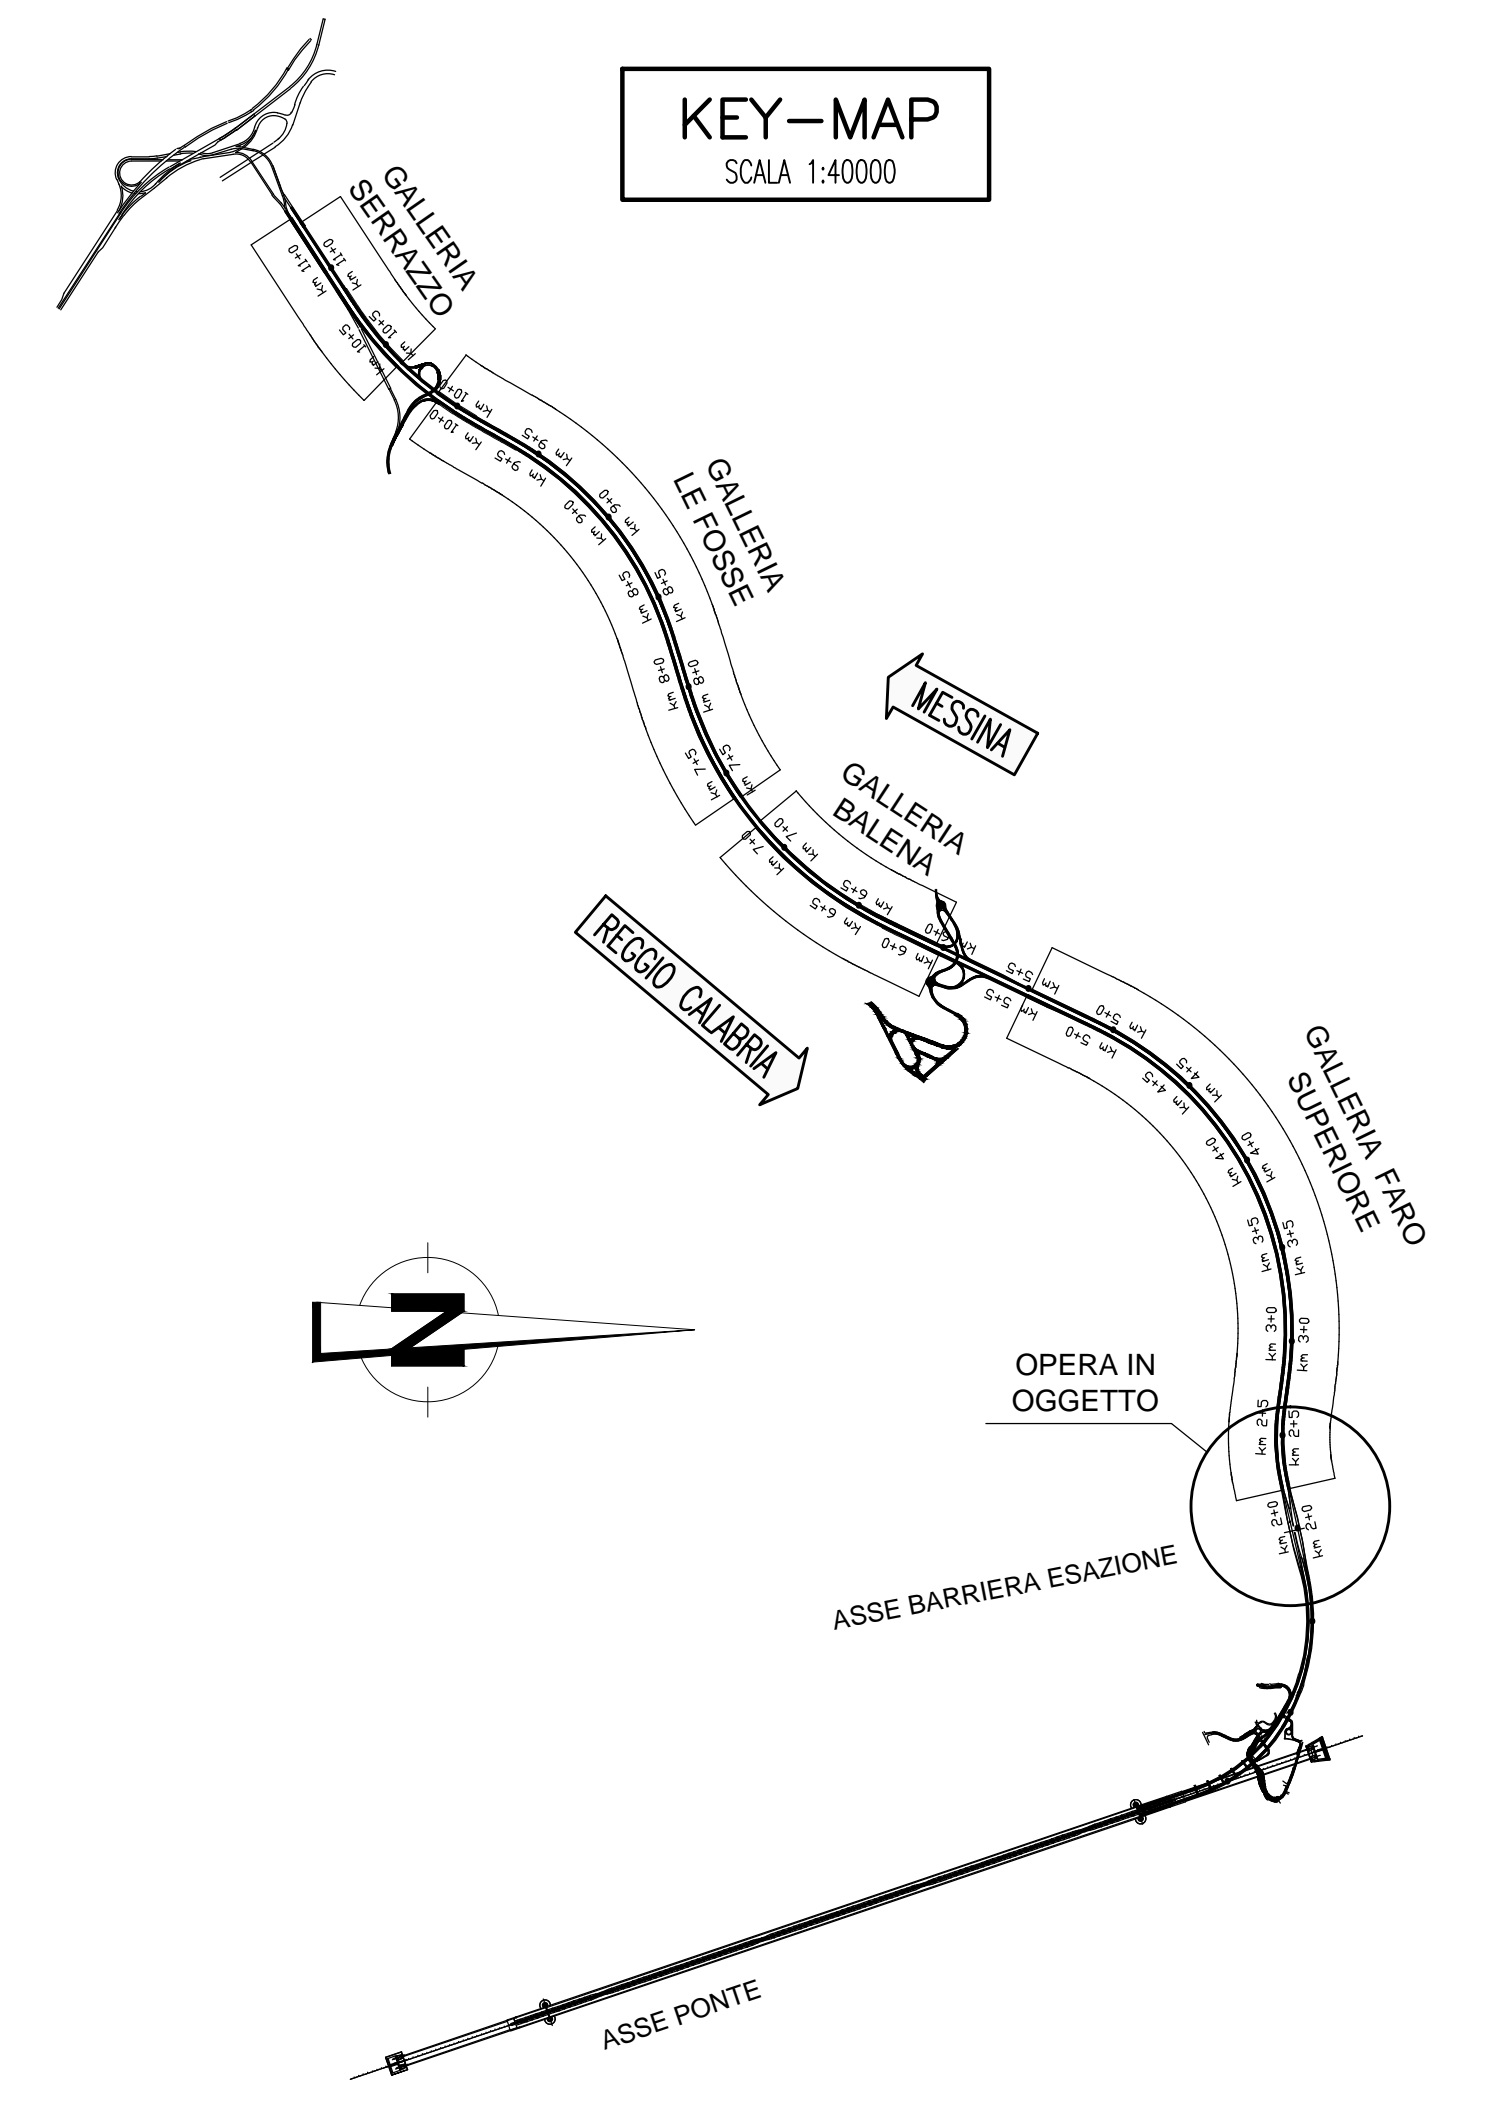 KEY-MAP
SCALA 1:40000
GALLERIA
SERRAZZO
km 11+0
km 11+0
km 10+5
km 10+5
km 10+0
km 10+0
GALLERIA
LE FOSSE
km 9+5
km 9+5
km 9+0
km 9+0
km 8+5
km 8+5
km 8+0
km 8+0
km 7+5
km 7+5
MESSINA
GALLERIA
BALENA
km 7+0
km 7+0
km 6+5
km 6+5
km 6+0
km 6+0
REGGIO CALABRIA
km 5+5
km 5+5
km 5+0
km 5+0
GALLERIA FARO
SUPERIORE
km 4+5
km 4+5
km 4+0
km 4+0
km 3+5
km 3+5
N
km 3+0
km 3+0
OPERA IN
OGGETTO
km 2+5
km 2+5
km 2+0
km 2+0
ASSE BARRIERA ESAZIONE
ASSE PONTE